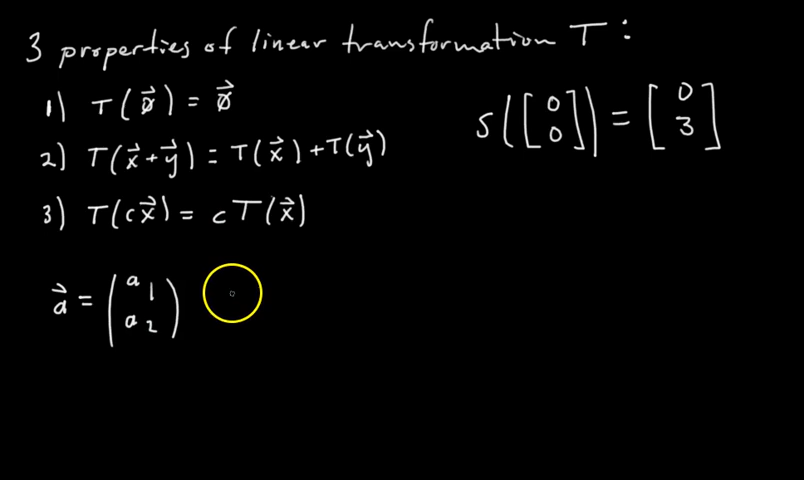 3 properties of linear transformation T:
1) T(0⃗) = 0⃗
2) T(x⃗+y⃗) = T(x⃗)+T(y⃗)
3) T(cx⃗) = cT(x⃗)
S([0 0]) = [0 3]
a⃗ = (a1 a2)